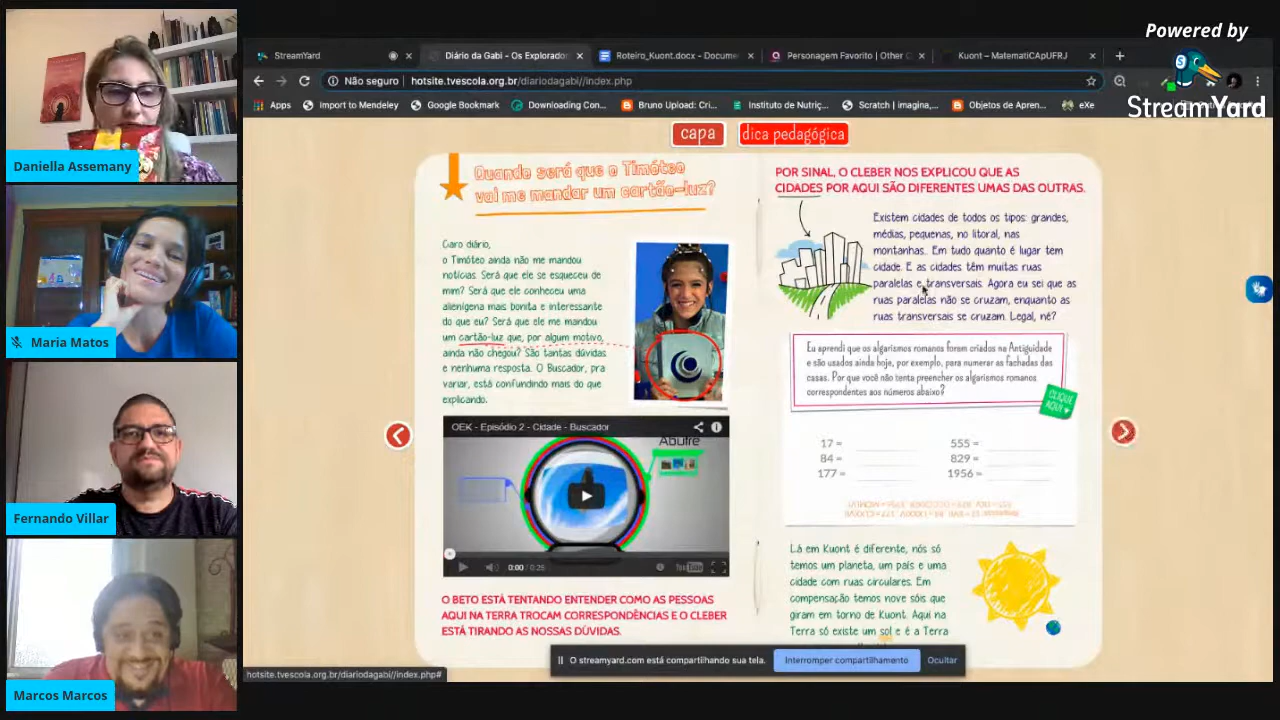 Powered by
StreamYard
Daniella Assemany
Maria Matos
Fernando Villar
Marcos Marcos
StreamYard
Diário da Gabi - Os Explorado
Roteiro_Kuont.docx - Docume
Personagem Favorito | Other C
Kuont – MatematiCApUFRJ
Não seguro
hotsite.tvescola.org.br/diariodagabi//index.php
Apps
Import to Mendeley
Google Bookmark
Downloading Con...
Bruno Upload: Cri...
Instituto de Nutriç...
Scratch | imagina,...
Objetos de Apren...
eXe
capa
dica pedagógica
Quando será que o Timóteo
vai me mandar um cartão-luz?
Caro diário,
o Timóteo ainda não me mandou
notícias. Será que ele se esqueceu de
mim? Será que ele conheceu uma
alienígena mais bonita e interessante
do que eu? Será que ele me mandou
um cartão-luz que, por algum motivo,
ainda não chegou? São tantas dúvidas
e nenhuma resposta. O Buscador, pra
variar, está confundindo mais do que
explicando.
OEK - Episódio 2 - Cidade - Buscador
Abutre
0:00 / 0:25
YouTube
O BETO ESTÁ TENTANDO ENTENDER COMO AS PESSOAS
AQUI NA TERRA TROCAM CORRESPONDÊNCIAS E O CLEBER
ESTÁ TIRANDO AS NOSSAS DÚVIDAS.
POR SINAL, O CLEBER NOS EXPLICOU QUE AS
CIDADES POR AQUI SÃO DIFERENTES UMAS DAS OUTRAS.
Existem cidades de todos os tipos: grandes,
médias, pequenas, no litoral, nas
montanhas. Em tudo quanto é lugar tem
cidade. E as cidades têm muitas ruas
paralelas e transversais. Agora eu sei que as
ruas paralelas não se cruzam, enquanto as
ruas transversais se cruzam. Legal, né?
Eu aprendi que os algarismos romanos foram criados na Antiguidade
e são usados ainda hoje, por exemplo, para numerar as fachadas das
casas. Por que você não tenta preencher os algarismos romanos
correspondentes aos números abaixo?
CLIQUE
AQUI
17 =
555 =
84 =
829 =
177 =
1956 =
Lá em Kuont é diferente, nós só
temos um planeta, um país e uma
cidade com ruas circulares. Em
compensação temos nove sóis que
giram em torno de Kuont. Aqui na
Terra só existe um sol e é a Terra
O streamyard.com está compartilhando sua tela.
Interromper compartilhamento
Ocultar
hotsite.tvescola.org.br/diariodagabi//index.php#